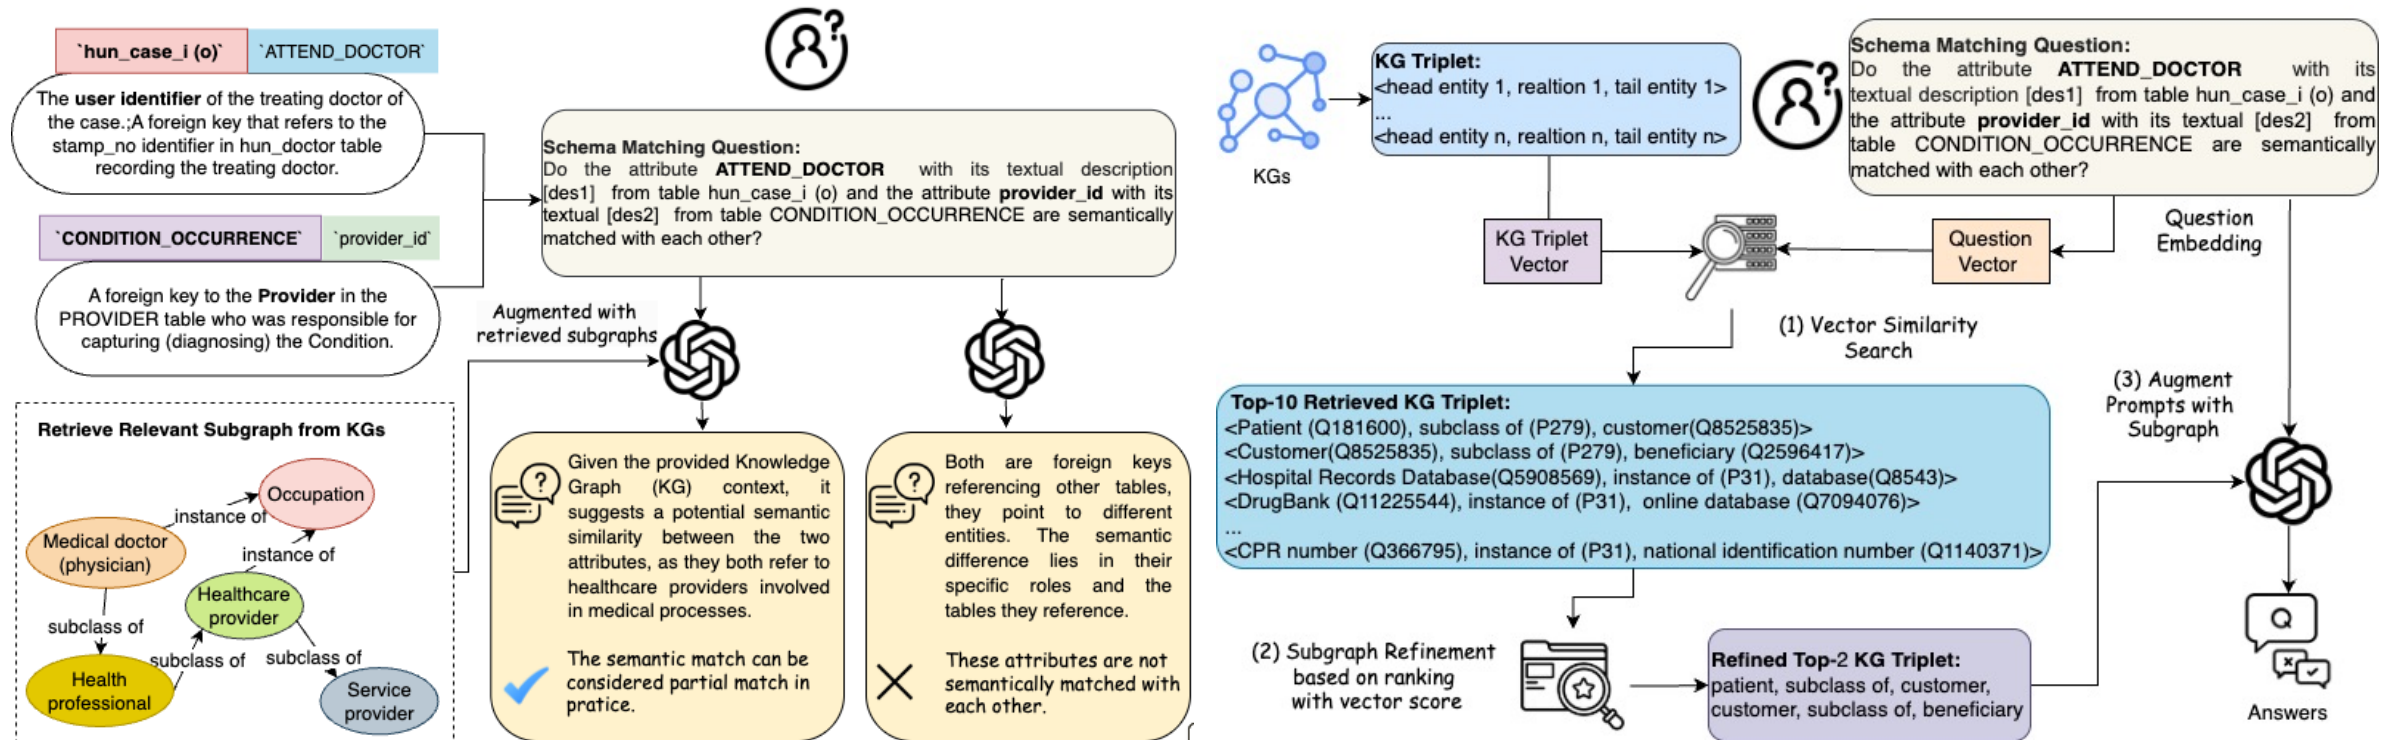 `hun_case_i (o)`
`ATTEND_DOCTOR`
The user identifier of the treating doctor of
the case.;A foreign key that refers to the
stamp_no identifier in hun_doctor table
recording the treating doctor.
`CONDITION_OCCURRENCE`
`provider_id`
A foreign key to the Provider in the
PROVIDER table who was responsible for
capturing (diagnosing) the Condition.
Schema Matching Question:
Do the attribute ATTEND_DOCTOR with its textual description
[des1] from table hun_case_i (o) and the attribute provider_id with its
textual [des2] from table CONDITION_OCCURRENCE are semantically
matched with each other?
Augmented with
retrieved subgraphs
Retrieve Relevant Subgraph from KGs
Occupation
instance of
Medical doctor
(physician)
instance of
Healthcare
provider
subclass of
subclass of
subclass of
Health
professional
Service
provider
Given the provided Knowledge
Graph (KG) context, it
suggests a potential semantic
similarity between the two
attributes, as they both refer to
healthcare providers involved
in medical processes.
The semantic match can be
considered partial match in
pratice.
Both are foreign keys
referencing other tables,
they point to different
entities. The semantic
difference lies in their
specific roles and the
tables they reference.
These attributes are not
semantically matched with
each other.
KGs
KG Triplet:
<head entity 1, realtion 1, tail entity 1>
...
<head entity n, realtion n, tail entity n>
Schema Matching Question:
Do the attribute ATTEND_DOCTOR with its
textual description [des1] from table hun_case_i (o) and
the attribute provider_id with its textual [des2] from
table CONDITION_OCCURRENCE are semantically
matched with each other?
KG Triplet
Vector
Question
Vector
Question
Embedding
(1) Vector Similarity
Search
Top-10 Retrieved KG Triplet:
<Patient (Q181600), subclass of (P279), customer(Q8525835)>
<Customer(Q8525835), subclass of (P279), beneficiary (Q2596417)>
<Hospital Records Database(Q5908569), instance of (P31), database(Q8543)>
<DrugBank (Q11225544), instance of (P31), online database (Q7094076)>
...
<CPR number (Q366795), instance of (P31), national identification number (Q1140371)>
(3) Augment
Prompts with
Subgraph
(2) Subgraph Refinement
based on ranking
with vector score
Refined Top-2 KG Triplet:
patient, subclass of, customer,
customer, subclass of, beneficiary
Q
Answers